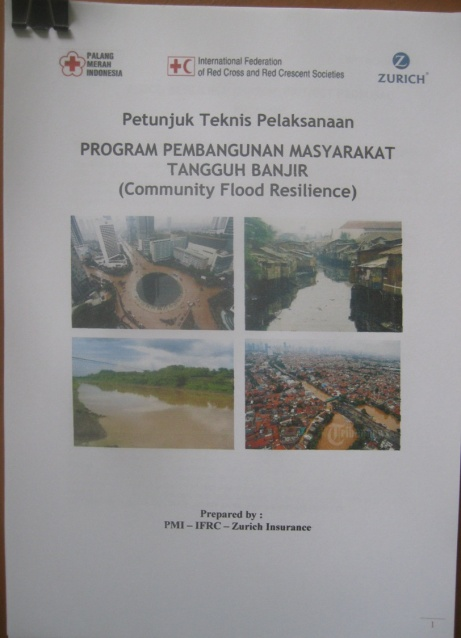 PALANG
MERAH
INDONESIA
International Federation
of Red Cross and Red Crescent Societies
ZURICH
Petunjuk Teknis Pelaksanaan
PROGRAM PEMBANGUNAN MASYARAKAT
TANGGUH BANJIR
(Community Flood Resilience)
Prepared by :
PMI – IFRC – Zurich Insurance
1